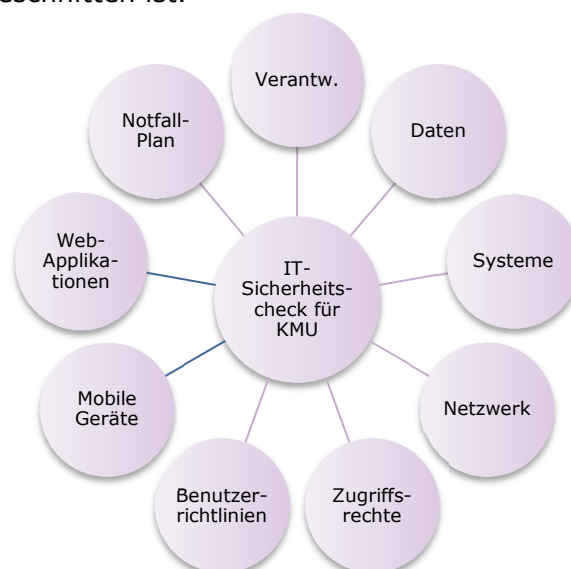 Verantw.
Daten
Systeme
Netzwerk
Zugriffs-
rechte
Benutzer-
richtlinien
Mobile
Geräte
Web-
Applika-
tionen
Notfall-
Plan
IT-
Sicherheits-
check für
KMU